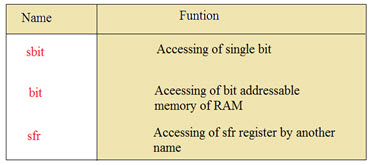 Name Funtion
sbit Accessing of single bit
bit Aceessing of bit addressable
memory of RAM
sfr Accessing of sfr register by another
name